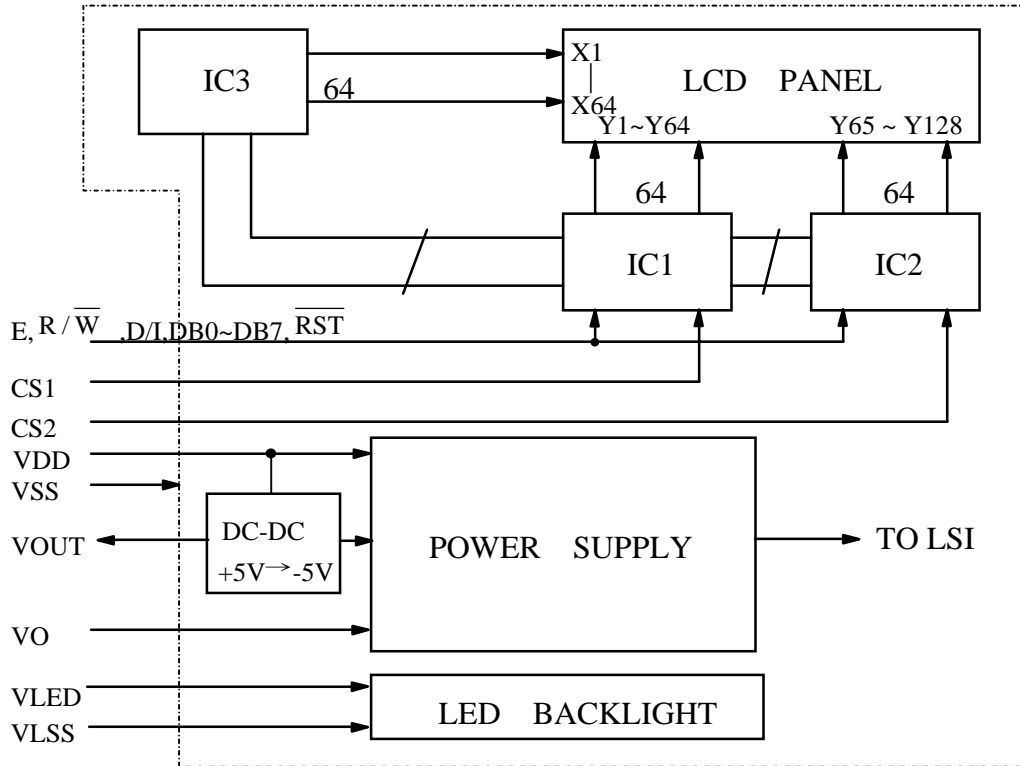 IC3
64
X1
|
X64
LCD PANEL
Y1~Y64
Y65 ~ Y128
64
64
IC1
IC2
E, R / W̅ ,D/I,DB0~DB7, R̅S̅T̅
CS1
CS2
VDD
VSS
VOUT
DC-DC
+5V→-5V
POWER SUPPLY
TO LSI
VO
VLED
VLSS
LED BACKLIGHT